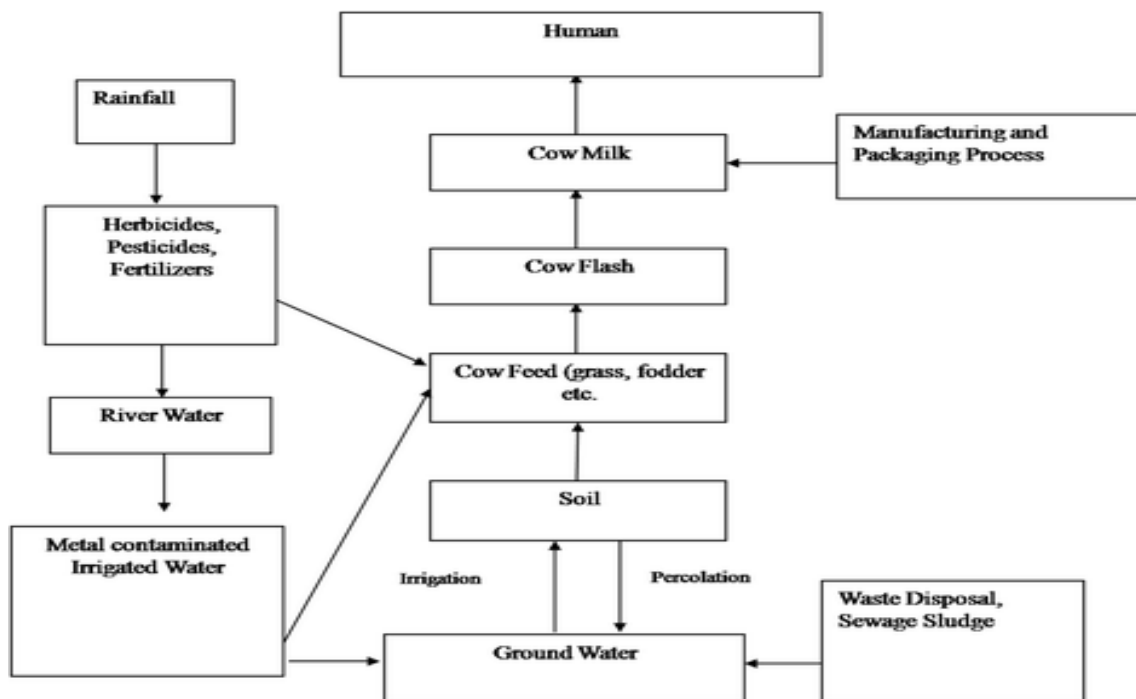 Human
Rainfall
Manufacturing and
Packaging Process
Cow Milk
Herbicides,
Pesticides,
Fertilizers
Cow Flash
Cow Feed (grass, fodder
etc.
River Water
Soil
Metal contaminated
Irrigated Water
Irrigation
Percolation
Waste Disposal,
Sewage Sludge
Ground Water